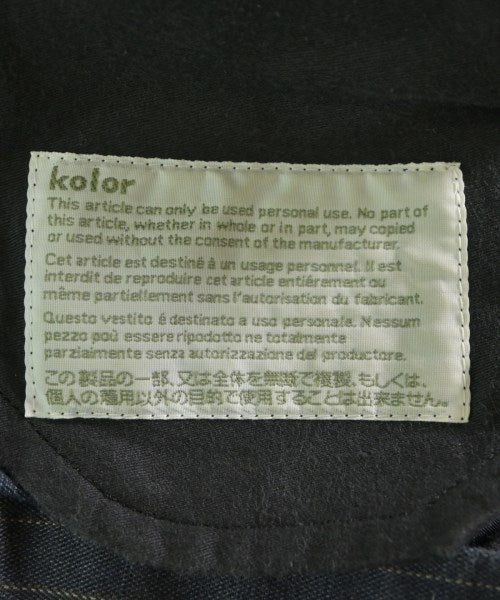 kolor
This article can only be used personal use. No part of
this article, whether in whole or in part, may copied
or used without the consent of the manufacturer.
Cet article est destiné à un usage personnel. Il est
interdit de reproduire cet article entiérement ou
même partiellement sans l'autorisation du fabricant.
Questo vestito é destinato a uso personale. Nessum
pezzo poù essere ripodotto ne totalmente
parzialmente senza autorizzazione del productore.
この製品の一部、又は全体を無断で複製、もしくは、
個人の着用以外の目的で使用することは出来ません。